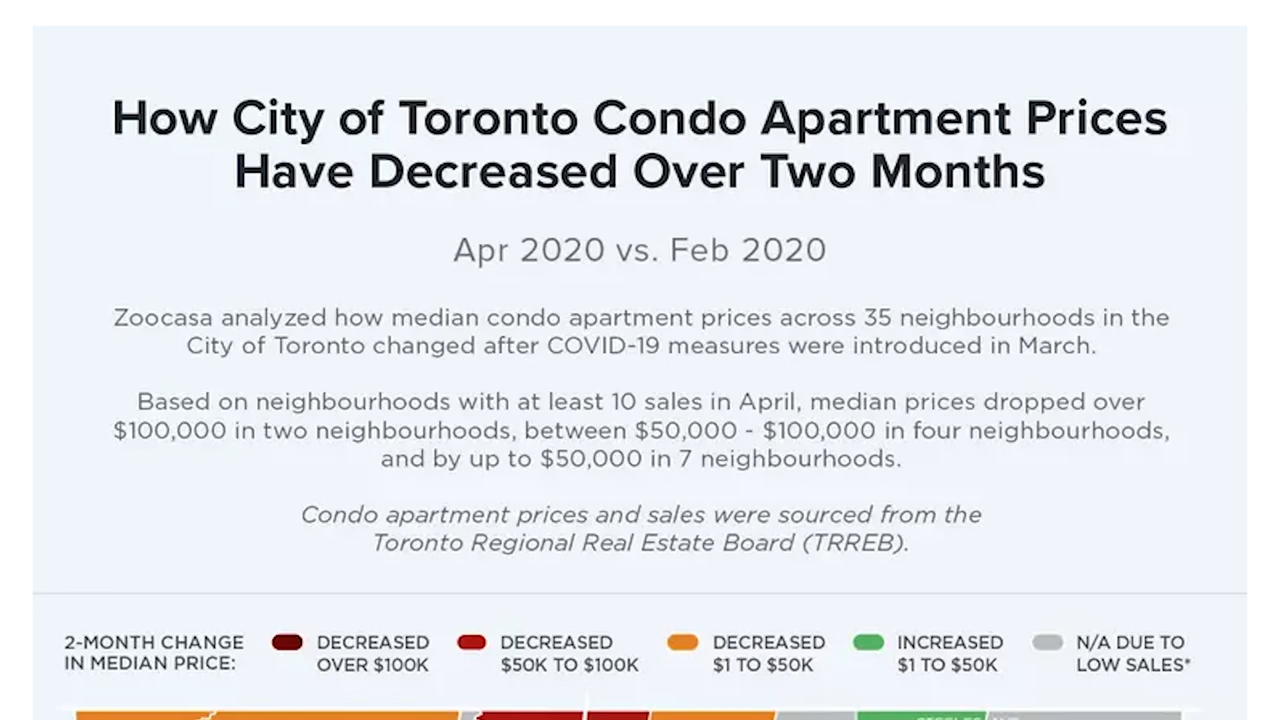 How City of Toronto Condo Apartment Prices
Have Decreased Over Two Months
Apr 2020 vs. Feb 2020
Zoocasa analyzed how median condo apartment prices across 35 neighbourhoods in the
City of Toronto changed after COVID-19 measures were introduced in March.
Based on neighbourhoods with at least 10 sales in April, median prices dropped over
$100,000 in two neighbourhoods, between $50,000 - $100,000 in four neighbourhoods,
and by up to $50,000 in 7 neighbourhoods.
Condo apartment prices and sales were sourced from the
Toronto Regional Real Estate Board (TRREB).
2-MONTH CHANGE
IN MEDIAN PRICE:
DECREASED
OVER $100K
DECREASED
$50K TO $100K
DECREASED
$1 TO $50K
INCREASED
$1 TO $50K
N/A DUE TO
LOW SALES*